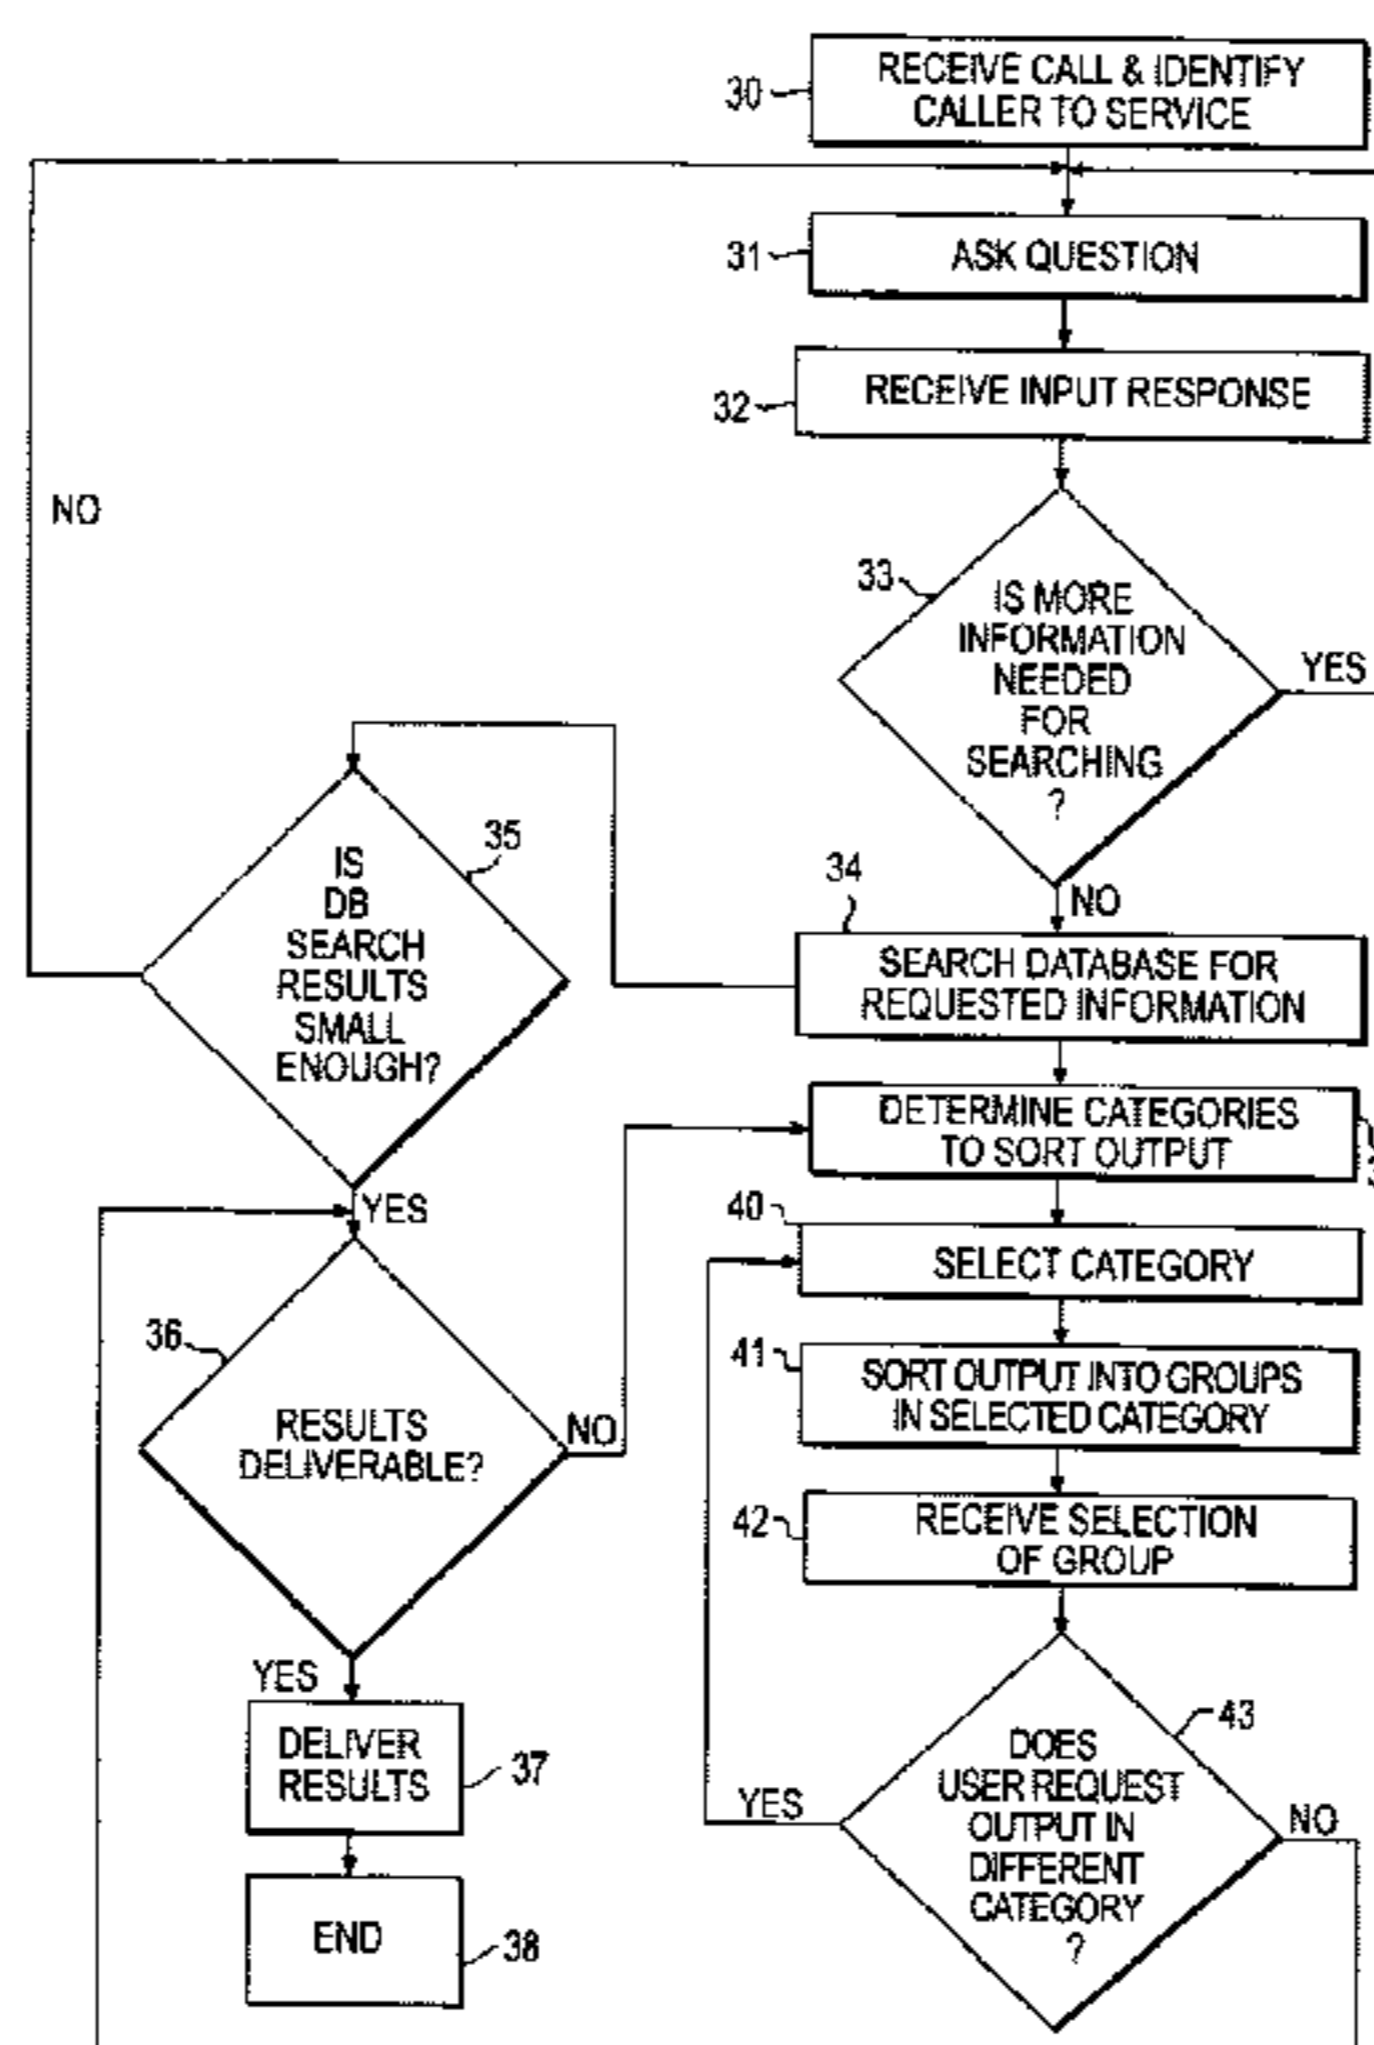 RECEIVE CALL & IDENTIFY
CALLER TO SERVICE
30
31
ASK QUESTION
32
RECEIVE INPUT RESPONSE
NO
33
IS MORE
INFORMATION
NEEDED
FOR
SEARCHING
?
YES
NO
34
SEARCH DATABASE FOR
REQUESTED INFORMATION
35
IS
DB
SEARCH
RESULTS
SMALL
ENOUGH?
YES
DETERMINE CATEGORIES
TO SORT OUTPUT
40
SELECT CATEGORY
36
RESULTS
DELIVERABLE?
NO
41
SORT OUTPUT INTO GROUPS
IN SELECTED CATEGORY
42
RECEIVE SELECTION
OF GROUP
YES
DELIVER
RESULTS
37
43
DOES
USER REQUEST
OUTPUT IN
DIFFERENT
CATEGORY
?
YES
NO
END
38